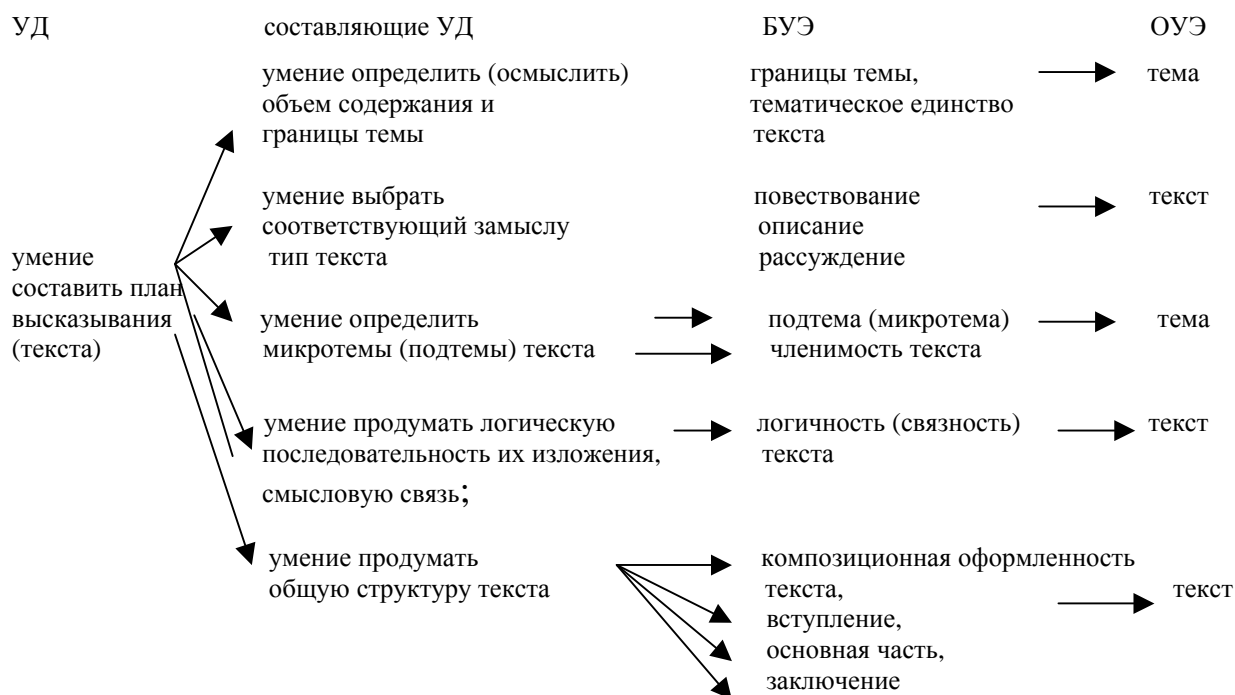 УД составляющие УД БУЭ ОУЭ
умение определить (осмыслить) границы темы, тема
объем содержания и тематическое единство
границы темы текста
умение выбрать повествование текст
соответствующий замыслу описание
умение тип текста рассуждение
составить план
высказывания умение определить подтема (микротема) тема
(текста) микротемы (подтемы) текста членимость текста
умение продумать логическую логичность (связность) текст
последовательность их изложения, текста
смысловую связь;
умение продумать композиционная оформленность
общую структуру текста текста, текст
вступление,
основная часть,
заключение